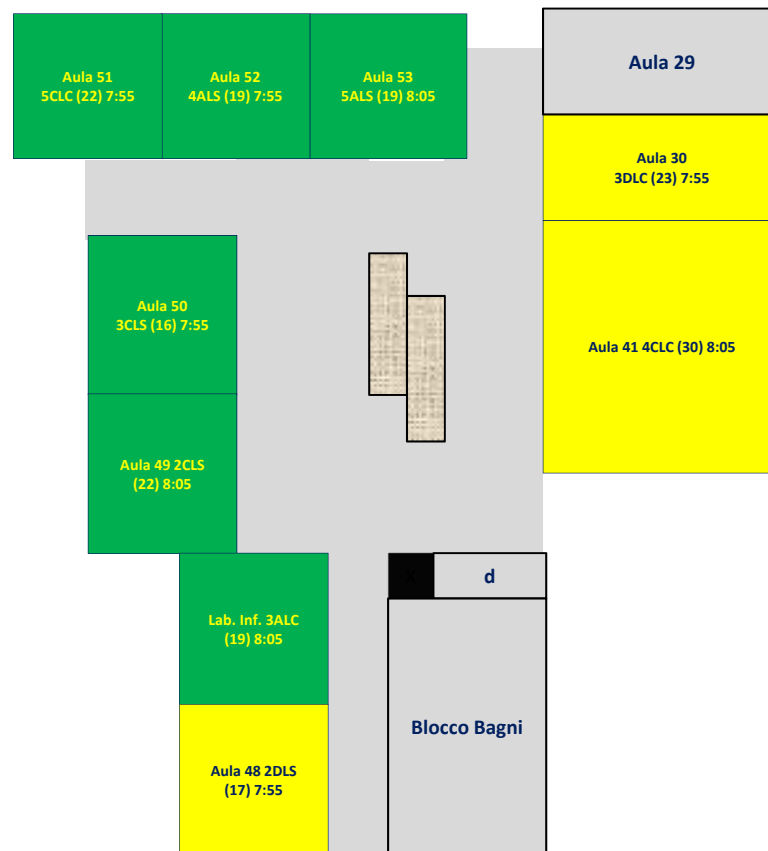 Aula 51
5CLC (22) 7:55
Aula 52
4ALS (19) 7:55
Aula 53
5ALS (19) 8:05
Aula 29
Aula 30
3DLC (23) 7:55
Aula 50
3CLS (16) 7:55
Aula 41 4CLC (30) 8:05
Aula 49 2CLS
(22) 8:05
X
d
Lab. Inf. 3ALC
(19) 8:05
Blocco Bagni
Aula 48 2DLS
(17) 7:55